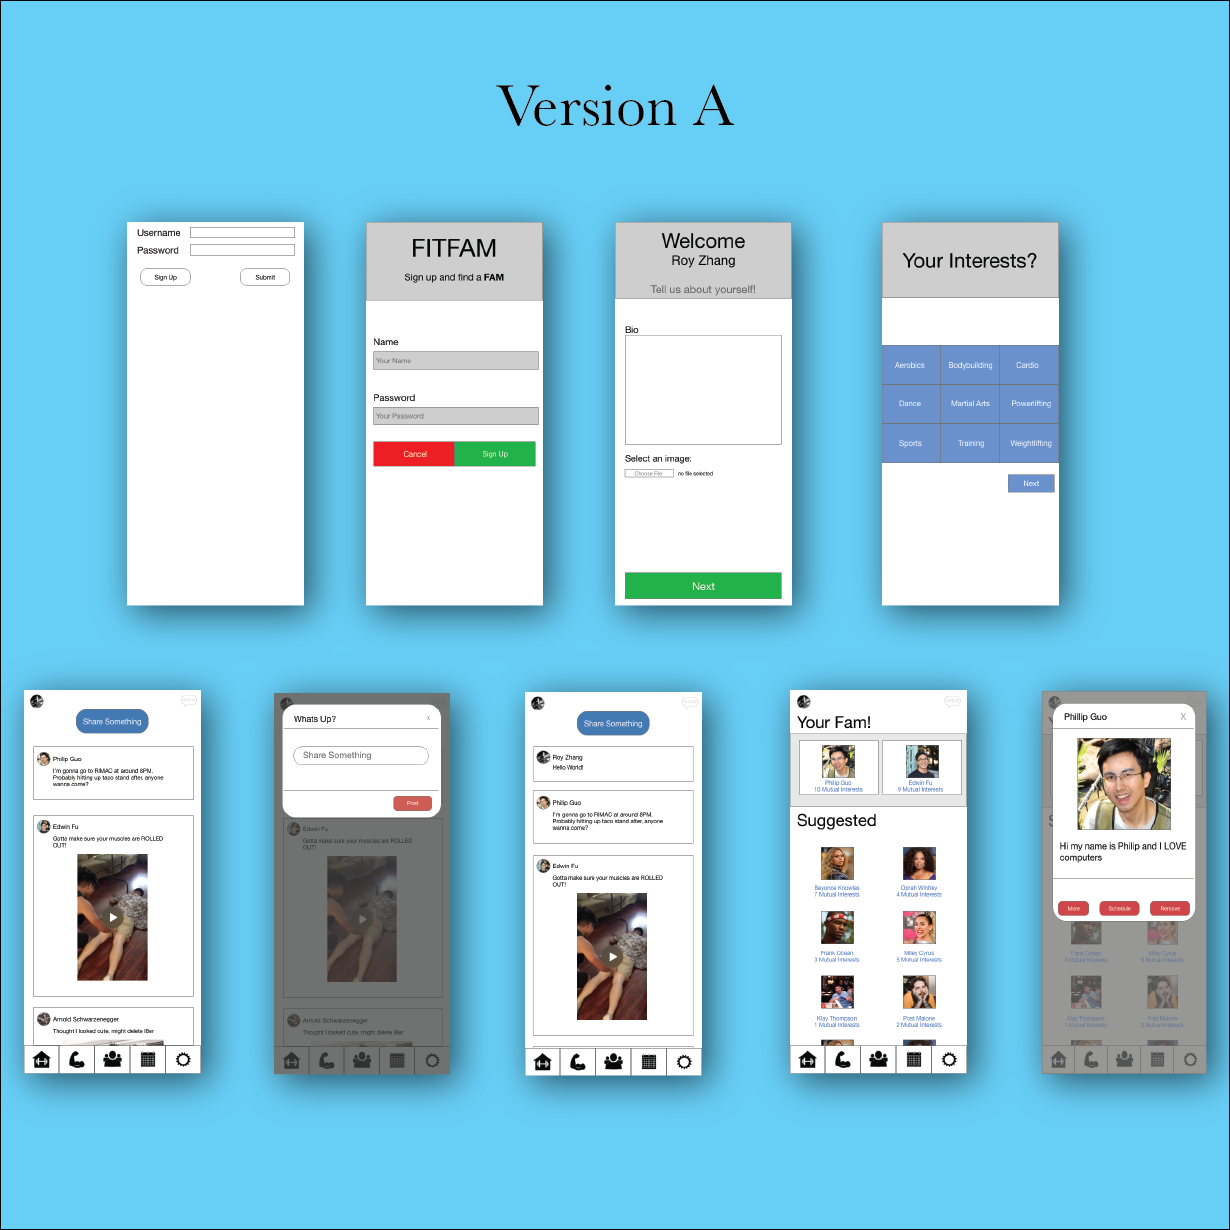 Version A
Username
Password
Sign Up
Submit
FITFAM
Sign up and find a FAM
Name
Your Name
Password
Your Password
Cancel
Sign Up
Welcome
Roy Zhang
Tell us about yourself!
Bio
Select an image:
Choose File
no file selected
Next
Your Interests?
Aerobics
Bodybuilding
Cardio
Dance
Martial Arts
Powerlifting
Sports
Training
Weightlifting
Next
Share Something
Philip Guo
I'm gonna go to RIMAC at around 8PM.
Probably hitting up taco stand after, anyone
wanna come?
Edwin Fu
Gotta make sure your muscles are ROLLED
OUT!
Arnold Schwarzenegger
Thought I looked cute, might delete l8er
Whats Up?
x
Share Something
Post
Edwin Fu
Gotta make sure your muscles are ROLLED
OUT!
Arnold Schwarzenegger
Thought I looked cute, might delete l8er
Share Something
Roy Zhang
Hello World!
Philip Guo
I'm gonna go to RIMAC at around 8PM.
Probably hitting up taco stand after, anyone
wanna come?
Edwin Fu
Gotta make sure your muscles are ROLLED
OUT!
Your Fam!
Philip Guo
10 Mutual Interests
Edwin Fu
9 Mutual Interests
Suggested
Beyonce Knowles
7 Mutual Interests
Oprah Winfrey
4 Mutual Interests
Frank Ocean
3 Mutual Interests
Miley Cyrus
5 Mutual Interests
Klay Thompson
1 Mutual Interests
Post Malone
2 Mutual Interests
Phillip Guo
X
Hi my name is Philip and I LOVE
computers
More
Schedule
Remove
Frank Ocean
Mutual Interests
Miley Cyrus
Mutual Interests
Klay Thompson
1 Mutual Interests
Post Malone
2 Mutual Interests